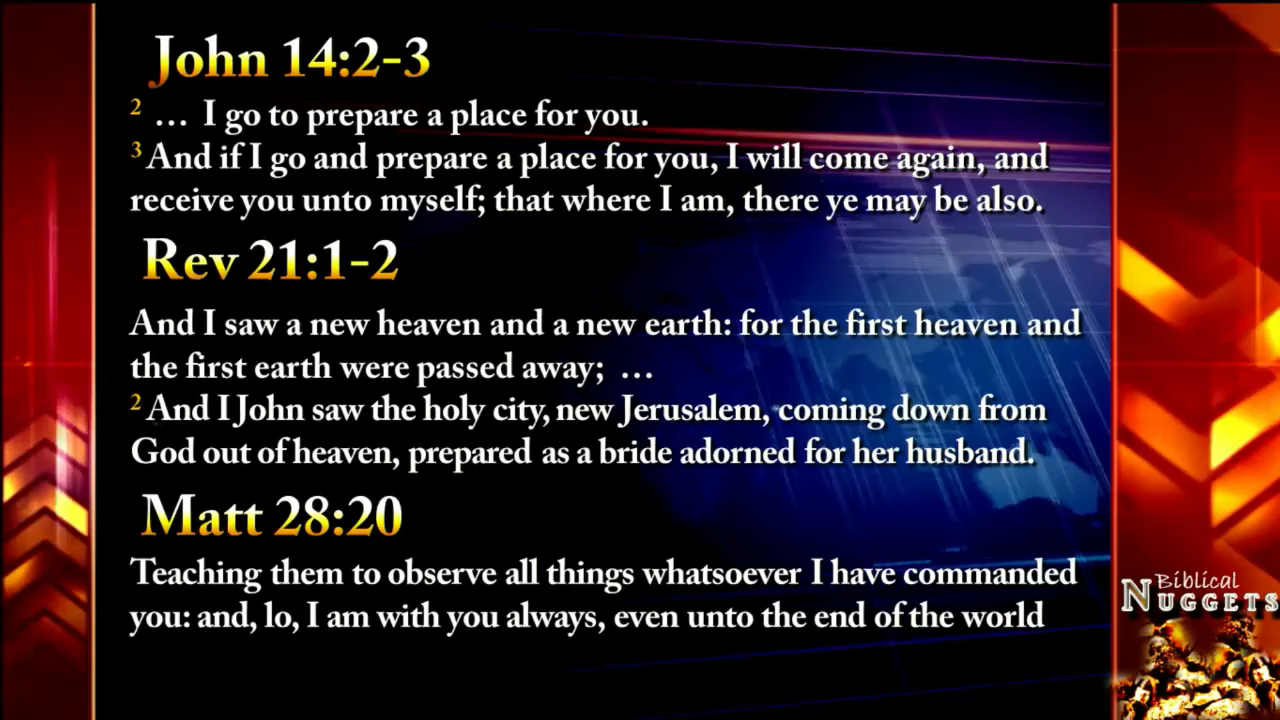 John 14:2-3
2 … I go to prepare a place for you.
3 And if I go and prepare a place for you, I will come again, and
receive you unto myself; that where I am, there ye may be also.
Rev 21:1-2
And I saw a new heaven and a new earth: for the first heaven and
the first earth were passed away; …
2 And I John saw the holy city, new Jerusalem, coming down from
God out of heaven, prepared as a bride adorned for her husband.
Matt 28:20
Teaching them to observe all things whatsoever I have commanded
you: and, lo, I am with you always, even unto the end of the world
Biblical
NUGGETS